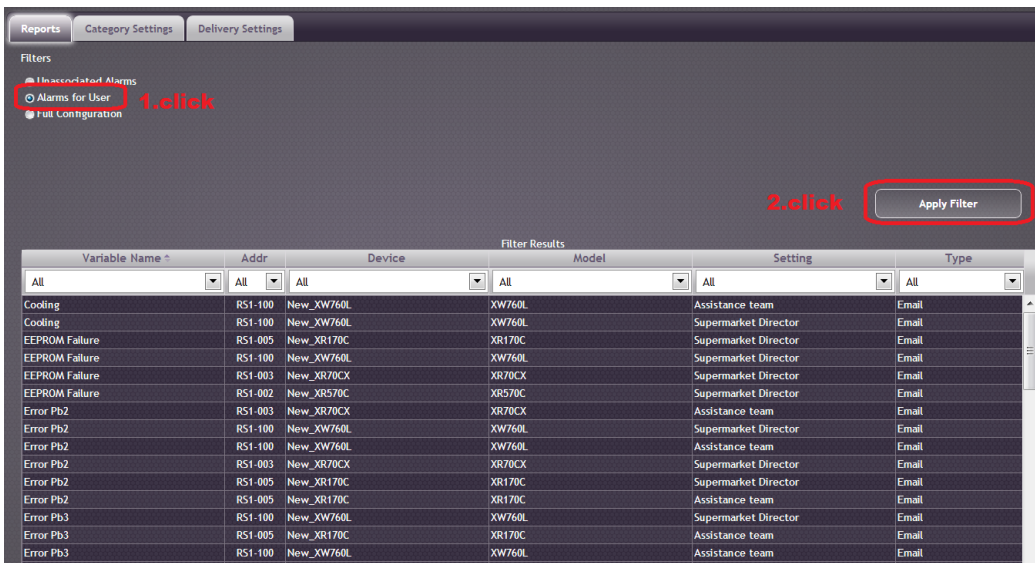 Reports Category Settings Delivery Settings
Filters
Unassociated Alarms
Alarms for User 1.click
Full Configuration
2.click Apply Filter
Filter Results
Variable Name Addr Device Model Setting Type
All All All All All All
Cooling RS1-100 New_XW760L XW760L Assistance team Email
Cooling RS1-100 New_XW760L XW760L Supermarket Director Email
EEPROM Failure RS1-005 New_XR170C XR170C Supermarket Director Email
EEPROM Failure RS1-100 New_XW760L XW760L Supermarket Director Email
EEPROM Failure RS1-003 New_XR70CX XR70CX Supermarket Director Email
EEPROM Failure RS1-002 New_XR570C XR570C Supermarket Director Email
Error Pb2 RS1-003 New_XR70CX XR70CX Assistance team Email
Error Pb2 RS1-100 New_XW760L XW760L Supermarket Director Email
Error Pb2 RS1-100 New_XW760L XW760L Assistance team Email
Error Pb2 RS1-003 New_XR70CX XR70CX Supermarket Director Email
Error Pb2 RS1-005 New_XR170C XR170C Supermarket Director Email
Error Pb2 RS1-005 New_XR170C XR170C Assistance team Email
Error Pb3 RS1-100 New_XW760L XW760L Supermarket Director Email
Error Pb3 RS1-005 New_XR170C XR170C Assistance team Email
Error Pb3 RS1-100 New_XW760L XW760L Assistance team Email